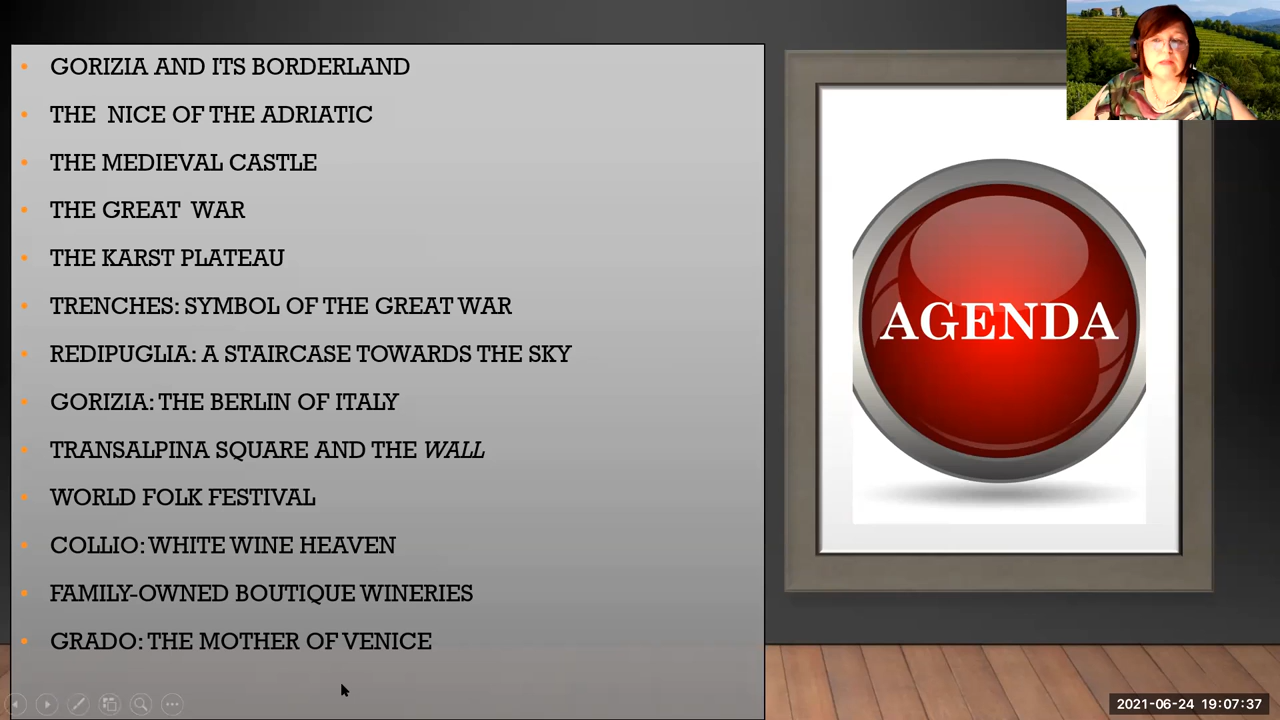 GORIZIA AND ITS BORDERLAND
THE NICE OF THE ADRIATIC
THE MEDIEVAL CASTLE
THE GREAT WAR
THE KARST PLATEAU
TRENCHES: SYMBOL OF THE GREAT WAR
REDIPUGLIA: A STAIRCASE TOWARDS THE SKY
GORIZIA: THE BERLIN OF ITALY
TRANSALPINA SQUARE AND THE WALL
WORLD FOLK FESTIVAL
COLLIO: WHITE WINE HEAVEN
FAMILY-OWNED BOUTIQUE WINERIES
GRADO: THE MOTHER OF VENICE
AGENDA
2021-06-24 19:07:37